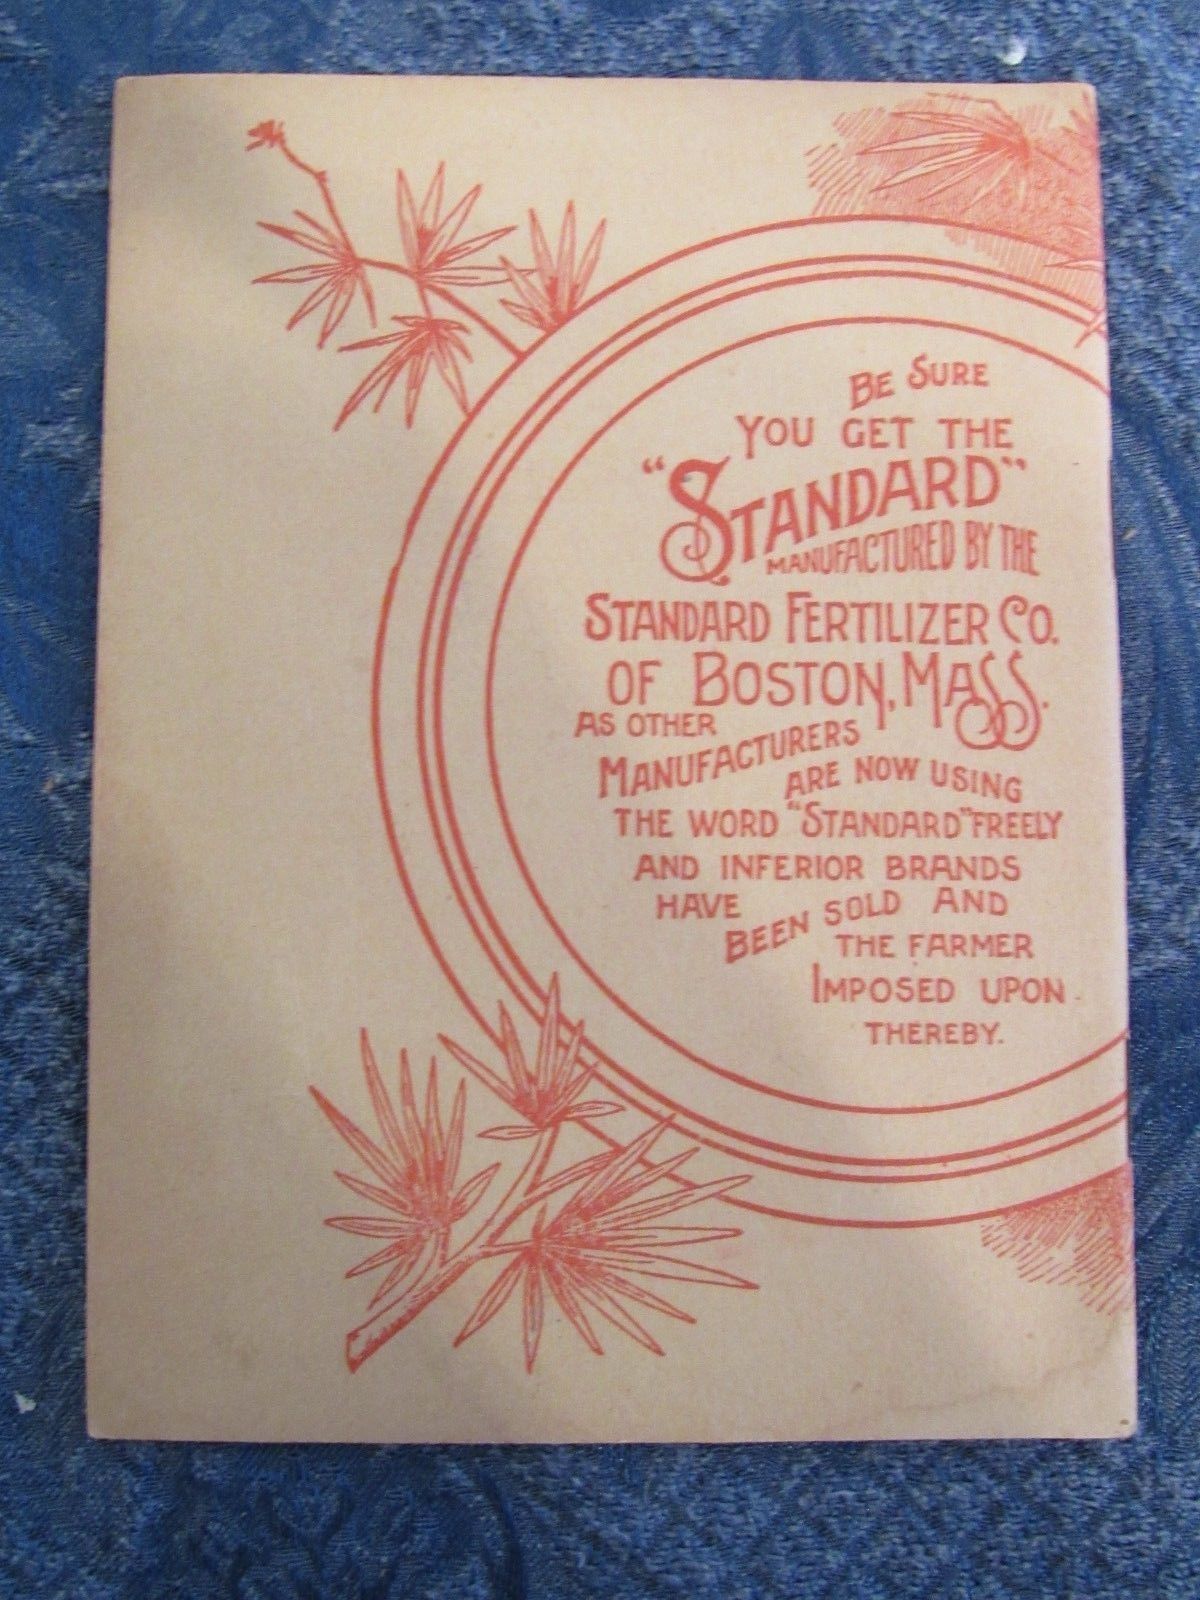 BE SURE
YOU GET THE
"STANDARD"
MANUFACTURED BY THE
STANDARD FERTILIZER CO.
OF BOSTON, MASS.
AS OTHER
MANUFACTURERS
ARE NOW USING
THE WORD "STANDARD" FREELY
AND INFERIOR BRANDS
HAVE
BEEN SOLD AND
THE FARMER
IMPOSED UPON
THEREBY.